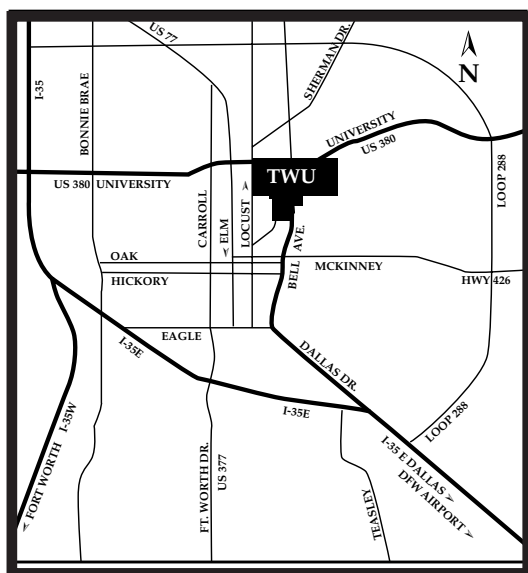 US 77
SHERMAN DR.
N
I-35
BONNIE BRAE
UNIVERSITY
US 380
TWU
US 380 UNIVERSITY
LOOP 288
CARROLL
ELM
LOCUST
BELL AVE.
OAK
MCKINNEY
HICKORY
HWY 426
EAGLE
I-35E
DALLAS DR.
I-35E
LOOP 288
I-35 E DALLAS
DFW AIRPORT
FORT WORTH I-35W
FT. WORTH DR.
US 377
TEASLEY